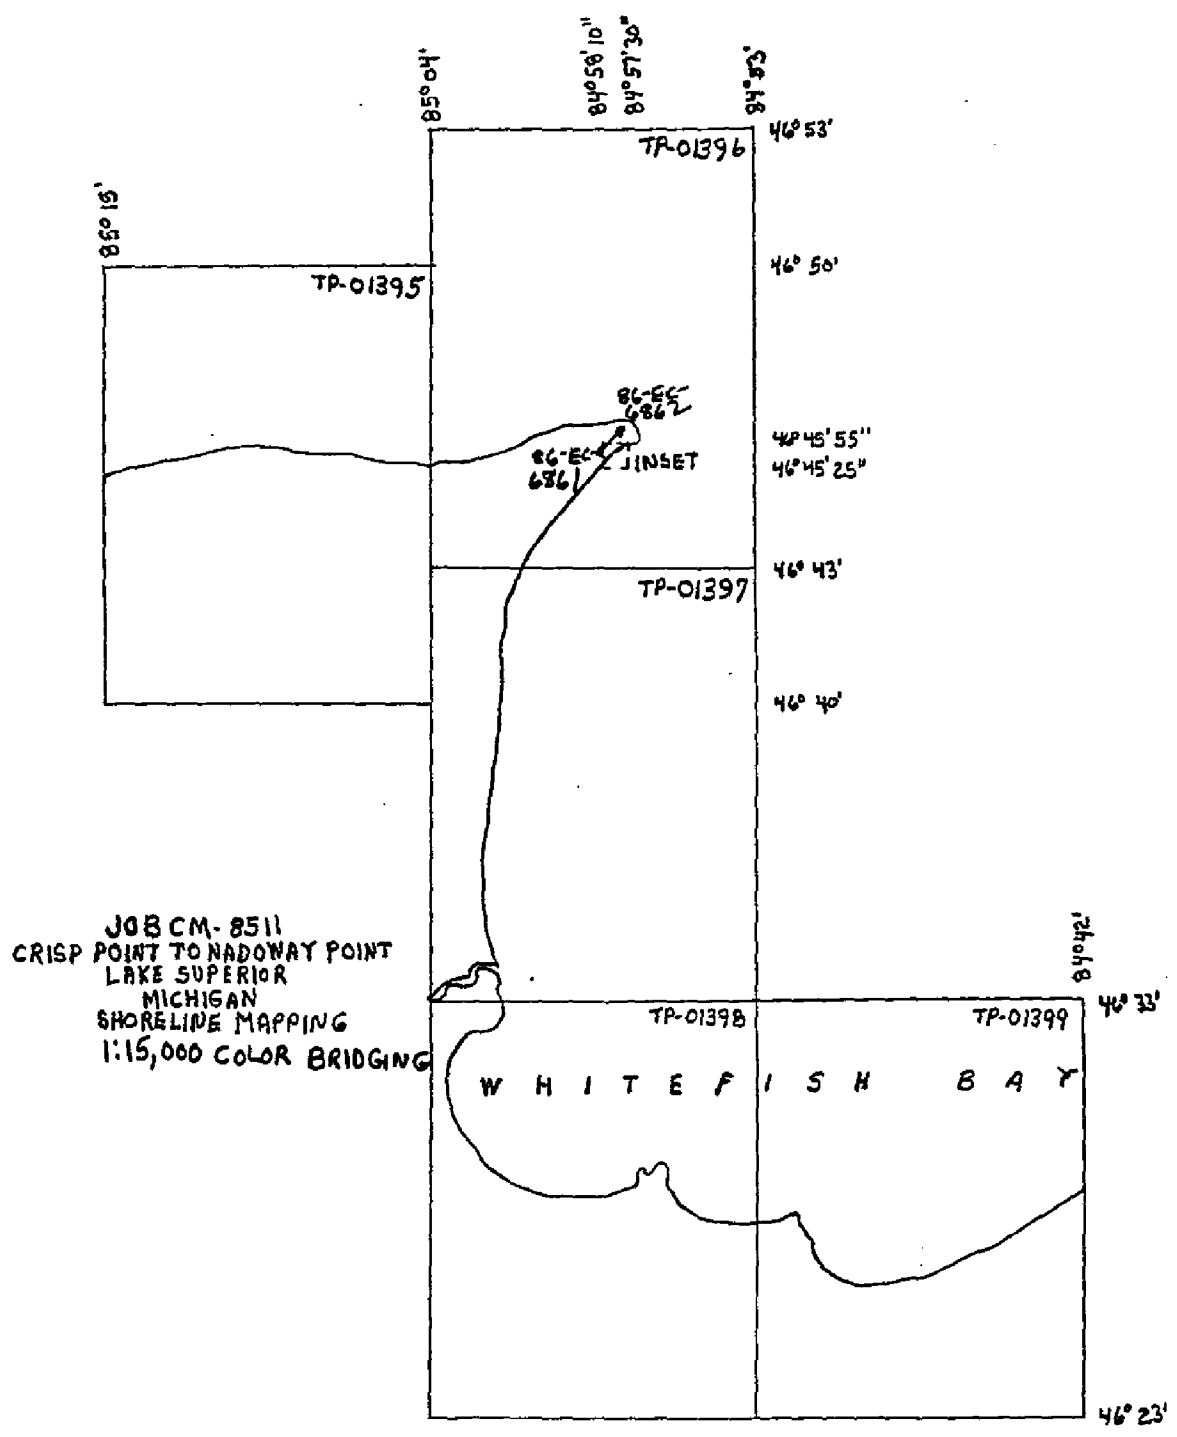 85° 04'
84° 58' 10"
84° 57' 30"
84° 53'
46° 53'
TP-01396
85° 15'
46° 50'
TP-01395
86-EC-
6862
46° 45' 55"
86-EC-
6861
INSET
46° 45' 25"
46° 43'
TP-01397
46° 40'
JOB CM-8511
CRISP POINT TO NADOWAY POINT
LAKE SUPERIOR
MICHIGAN
SHORELINE MAPPING
1:15,000 COLOR BRIDGING
84° 42'
46° 33'
TP-01398
TP-01399
WHITEFISH BAY
46° 23'